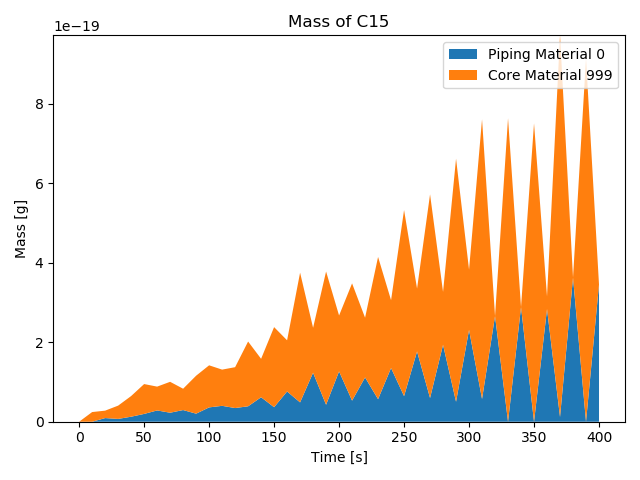 Mass of C15
1e−19
Piping Material 0
Core Material 999
8
6
4
2
0
Mass [g]
0 50 100 150 200 250 300 350 400
Time [s]